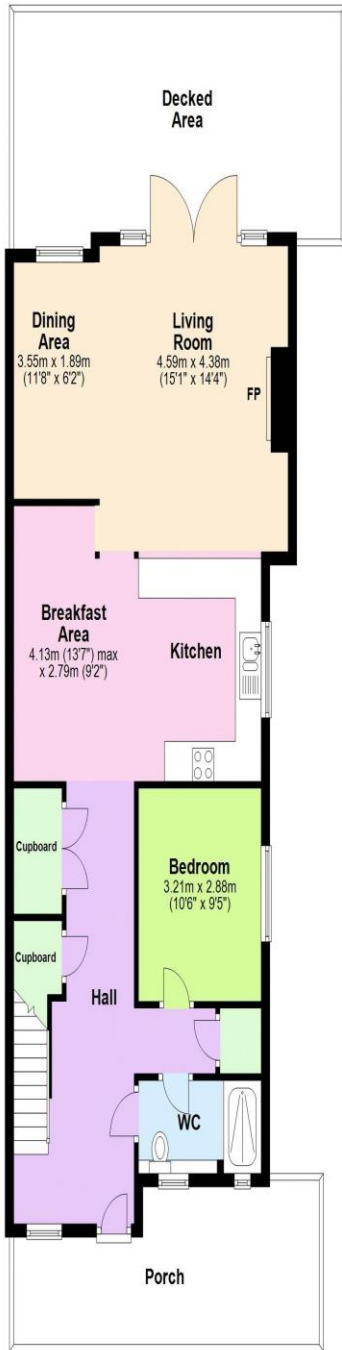 Decked
Area
Dining
Area
3.55m x 1.89m
(11'8" x 6'2")
Living
Room
4.59m x 4.38m
(15'1" x 14'4")
FP
Breakfast
Area
4.13m (13'7") max
x 2.79m (9'2")
Kitchen
Cupboard
Bedroom
3.21m x 2.88m
(10'6" x 9'5")
Cupboard
Hall
WC
Porch